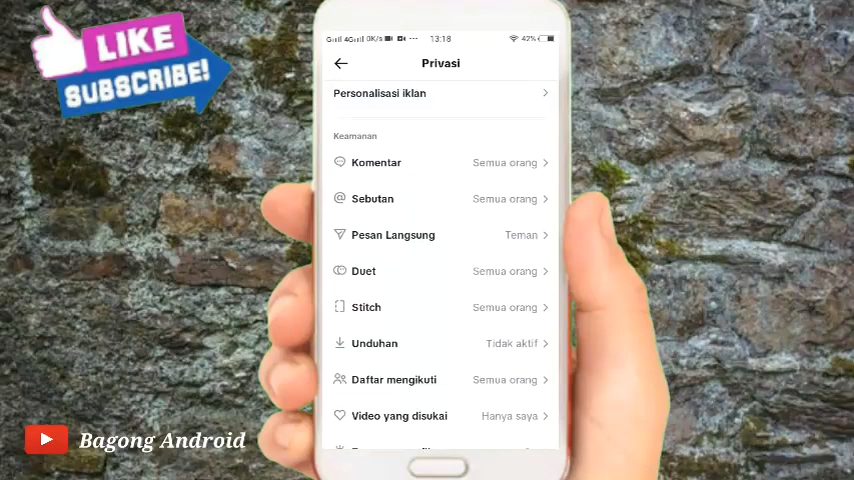 LIKE
SUBSCRIBE!
4G
0K/s
13:18
42%
Privasi
Personalisasi iklan
Keamanan
Komentar Semua orang
Sebutan Semua orang
Pesan Langsung Teman
Duet Semua orang
Stitch Semua orang
Unduhan Tidak aktif
Daftar mengikuti Semua orang
Video yang disukai Hanya saya
Bagong Android